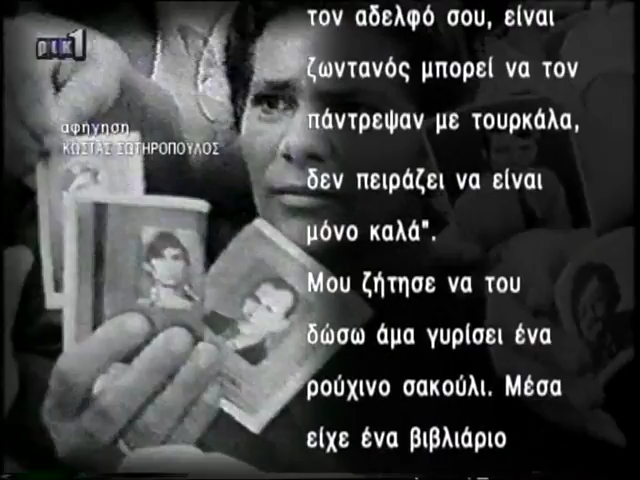 ΡΙΚ1
αφήγηση
ΚΩΣΤΑΣ ΣΩΤΗΡΟΠΟΥΛΟΣ
τον αδελφό σου, είναι
ζωντανός μπορεί να τον
πάντρεψαν με τουρκάλα,
δεν πειράζει να είναι
μόνο καλά".
Μου ζήτησε να του
δώσω άμα γυρίσει ένα
ρούχινο σακούλι. Μέσα
είχε ένα βιβλιάριο